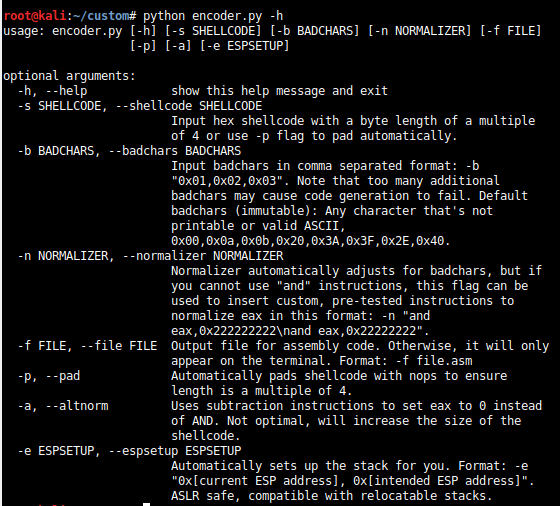 root@kali:~/custom# python encoder.py -h
usage: encoder.py [-h] [-s SHELLCODE] [-b BADCHARS] [-n NORMALIZER] [-f FILE]
[-p] [-a] [-e ESPSETUP]
optional arguments:
-h, --help show this help message and exit
-s SHELLCODE, --shellcode SHELLCODE
Input hex shellcode with a byte length of a multiple
of 4 or use -p flag to pad automatically.
-b BADCHARS, --badchars BADCHARS
Input badchars in comma separated format: -b
"0x01,0x02,0x03". Note that too many additional
badchars may cause code generation to fail. Default
badchars (immutable): Any character that's not
printable or valid ASCII,
0x00,0x0a,0x0b,0x20,0x3A,0x3F,0x2E,0x40.
-n NORMALIZER, --normalizer NORMALIZER
Normalizer automatically adjusts for badchars, but if
you cannot use "and" instructions, this flag can be
used to insert custom, pre-tested instructions to
normalize eax in this format: -n "and
eax,0x222222222\nand eax,0x22222222".
-f FILE, --file FILE Output file for assembly code. Otherwise, it will only
appear on the terminal. Format: -f file.asm
-p, --pad Automatically pads shellcode with nops to ensure
length is a multiple of 4.
-a, --altnorm Uses subtraction instructions to set eax to 0 instead
of AND. Not optimal, will increase the size of the
shellcode.
-e ESPSETUP, --espsetup ESPSETUP
Automatically sets up the stack for you. Format: -e
"0x[current ESP address], 0x[intended ESP address]".
ASLR safe, compatible with relocatable stacks.